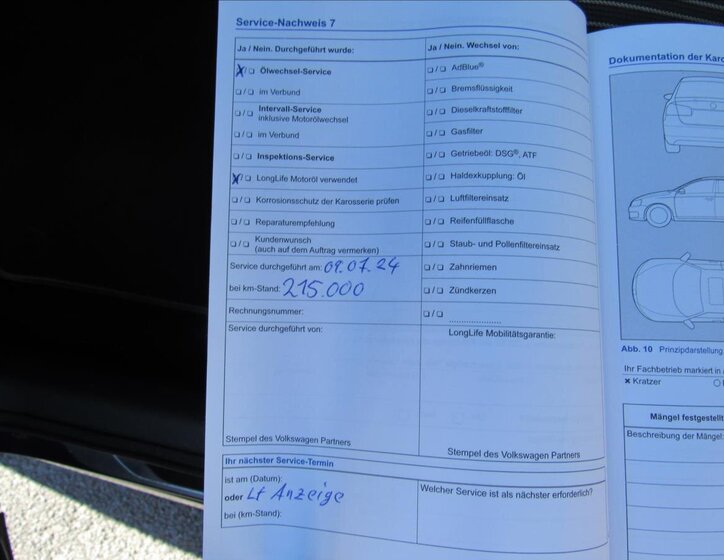 Service-Nachweis 7
Ja / Nein. Durchgeführt wurde:
X/❏ Ölwechsel-Service
❏/❏ im Verbund
❏/❏ Intervall-Service
inklusive Motorölwechsel
❏/❏ im Verbund
❏/❏ Inspektions-Service
X/❏ LongLife Motoröl verwendet
❏/❏ Korrosionsschutz der Karosserie prüfen
❏/❏ Reparaturempfehlung
❏/❏ Kundenwunsch
(auch auf dem Auftrag vermerken)
Service durchgeführt am: 09.07.24
bei km-Stand: 215.000
Rechnungsnummer:
Service durchgeführt von:
Stempel des Volkswagen Partners
Ja / Nein. Wechsel von:
❏/❏ AdBlue®
❏/❏ Bremsflüssigkeit
❏/❏ Dieselkraftstofffilter
❏/❏ Gasfilter
❏/❏ Getriebeöl: DSG®, ATF
❏/❏ Haldexkupplung: Öl
❏/❏ Luftfiltereinsatz
❏/❏ Reifenfüllflasche
❏/❏ Staub- und Pollenfiltereinsatz
❏/❏ Zahnriemen
❏/❏ Zündkerzen
❏/❏ ....................
LongLife Mobilitätsgarantie:
Stempel des Volkswagen Partners
Ihr nächster Service-Termin
ist am (Datum):
oder Lt Anzeige
bei (km-Stand):
Welcher Service ist als nächster erforderlich?
Dokumentation der Karo
Abb. 10 Prinzipdarstellung
Ihr Fachbetrieb markiert in
✖ Kratzer
Mängel festgestellt
Beschreibung der Mängel